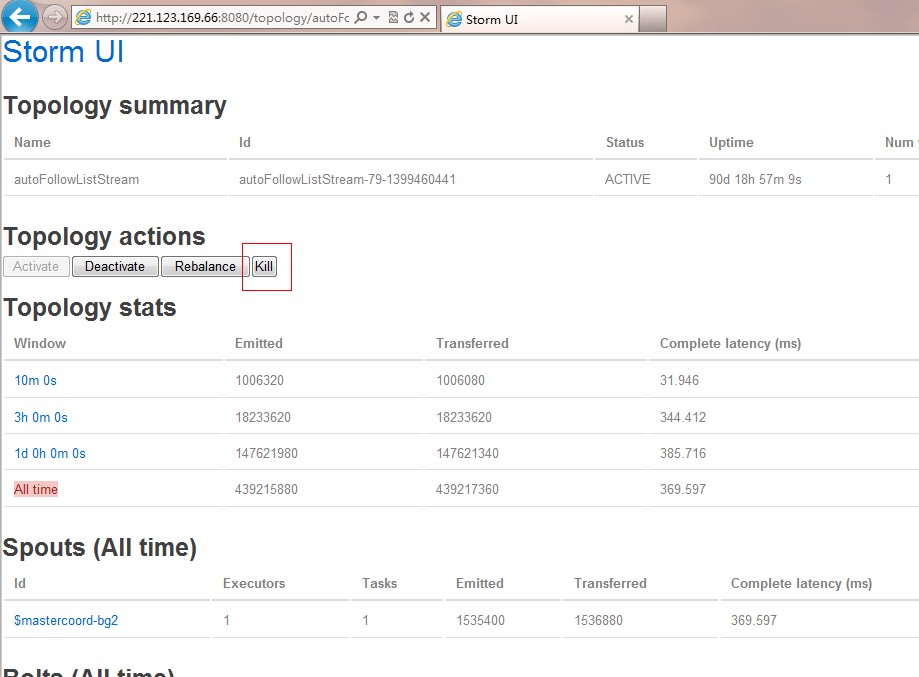 http://221.123.169.66:8080/topology/autoFc
Storm UI
Storm UI
Topology summary
Name Id Status Uptime Num
autoFollowListStream autoFollowListStream-79-1399460441 ACTIVE 90d 18h 57m 9s 1
Topology actions
Activate Deactivate Rebalance Kill
Topology stats
Window Emitted Transferred Complete latency (ms)
10m 0s 1006320 1006080 31.946
3h 0m 0s 18233620 18233620 344.412
1d 0h 0m 0s 147621980 147621340 385.716
All time 439215880 439217360 369.597
Spouts (All time)
Id Executors Tasks Emitted Transferred Complete latency (ms)
$mastercoord-bg2 1 1 1535400 1536880 369.597
Bolts (All time)